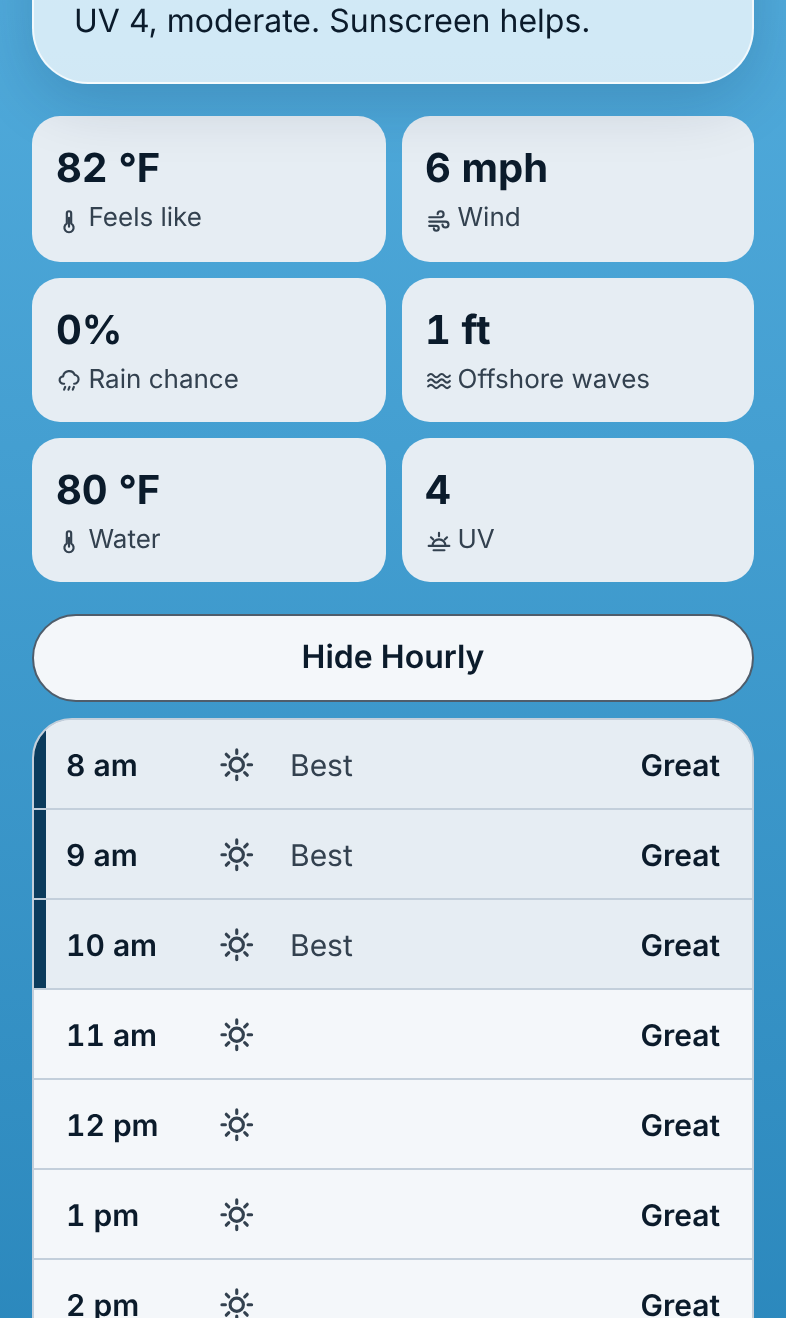 UV 4, moderate. Sunscreen helps.
82 °F
Feels like
6 mph
Wind
0%
Rain chance
1 ft
Offshore waves
80 °F
Water
4
UV
Hide Hourly
8 am Best Great
9 am Best Great
10 am Best Great
11 am Great
12 pm Great
1 pm Great
2 pm Great